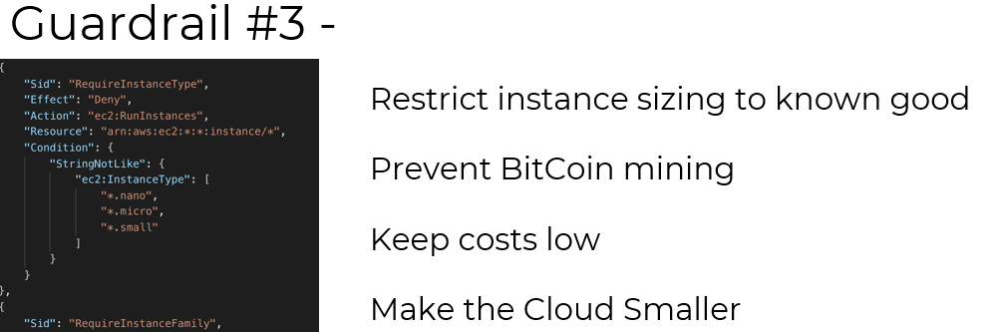 Guardrail #3 -
{
"Sid": "RequireInstanceType",
"Effect": "Deny",
"Action": "ec2:RunInstances",
"Resource": "arn:aws:ec2:*:*:instance/*",
"Condition": {
"StringNotLike": {
"ec2:InstanceType": [
"*.nano",
"*.micro",
"*.small"
]
}
}
},
{
"Sid": "RequireInstanceFamily",
Restrict instance sizing to known good
Prevent BitCoin mining
Keep costs low
Make the Cloud Smaller